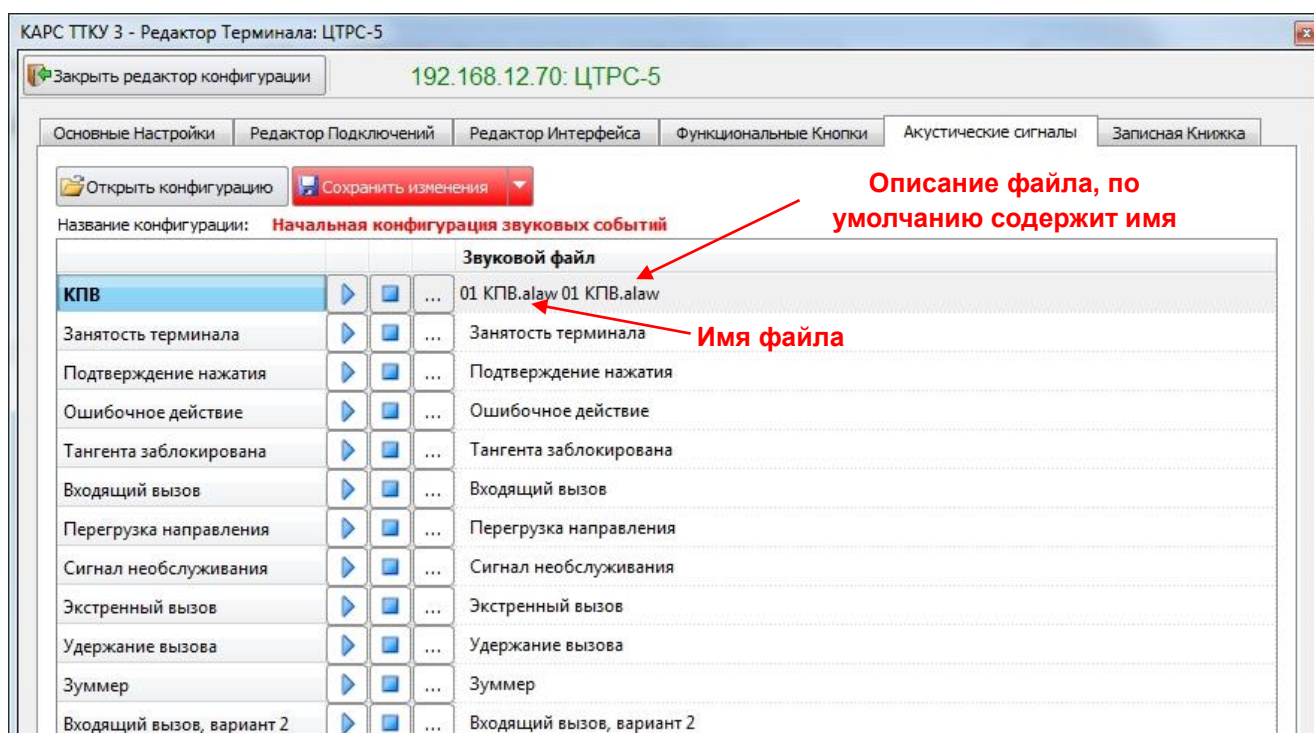 КАРС ТТКУ 3 - Редактор Терминала: ЦТРС-5
Закрыть редактор конфигурации
192.168.12.70: ЦТРС-5
Основные Настройки
Редактор Подключений
Редактор Интерфейса
Функциональные Кнопки
Акустические сигналы
Записная Книжка
Открыть конфигурацию
Сохранить изменения
Описание файла, по
умолчанию содержит имя
Название конфигурации: Начальная конфигурация звуковых событий
Звуковой файл
КПВ ... 01 КПВ.alaw 01 КПВ.alaw
Имя файла
Занятость терминала ... Занятость терминала
Подтверждение нажатия ... Подтверждение нажатия
Ошибочное действие ... Ошибочное действие
Тангента заблокирована ... Тангента заблокирована
Входящий вызов ... Входящий вызов
Перегрузка направления ... Перегрузка направления
Сигнал необслуживания ... Сигнал необслуживания
Экстренный вызов ... Экстренный вызов
Удержание вызова ... Удержание вызова
Зуммер ... Зуммер
Входящий вызов, вариант 2 ... Входящий вызов, вариант 2